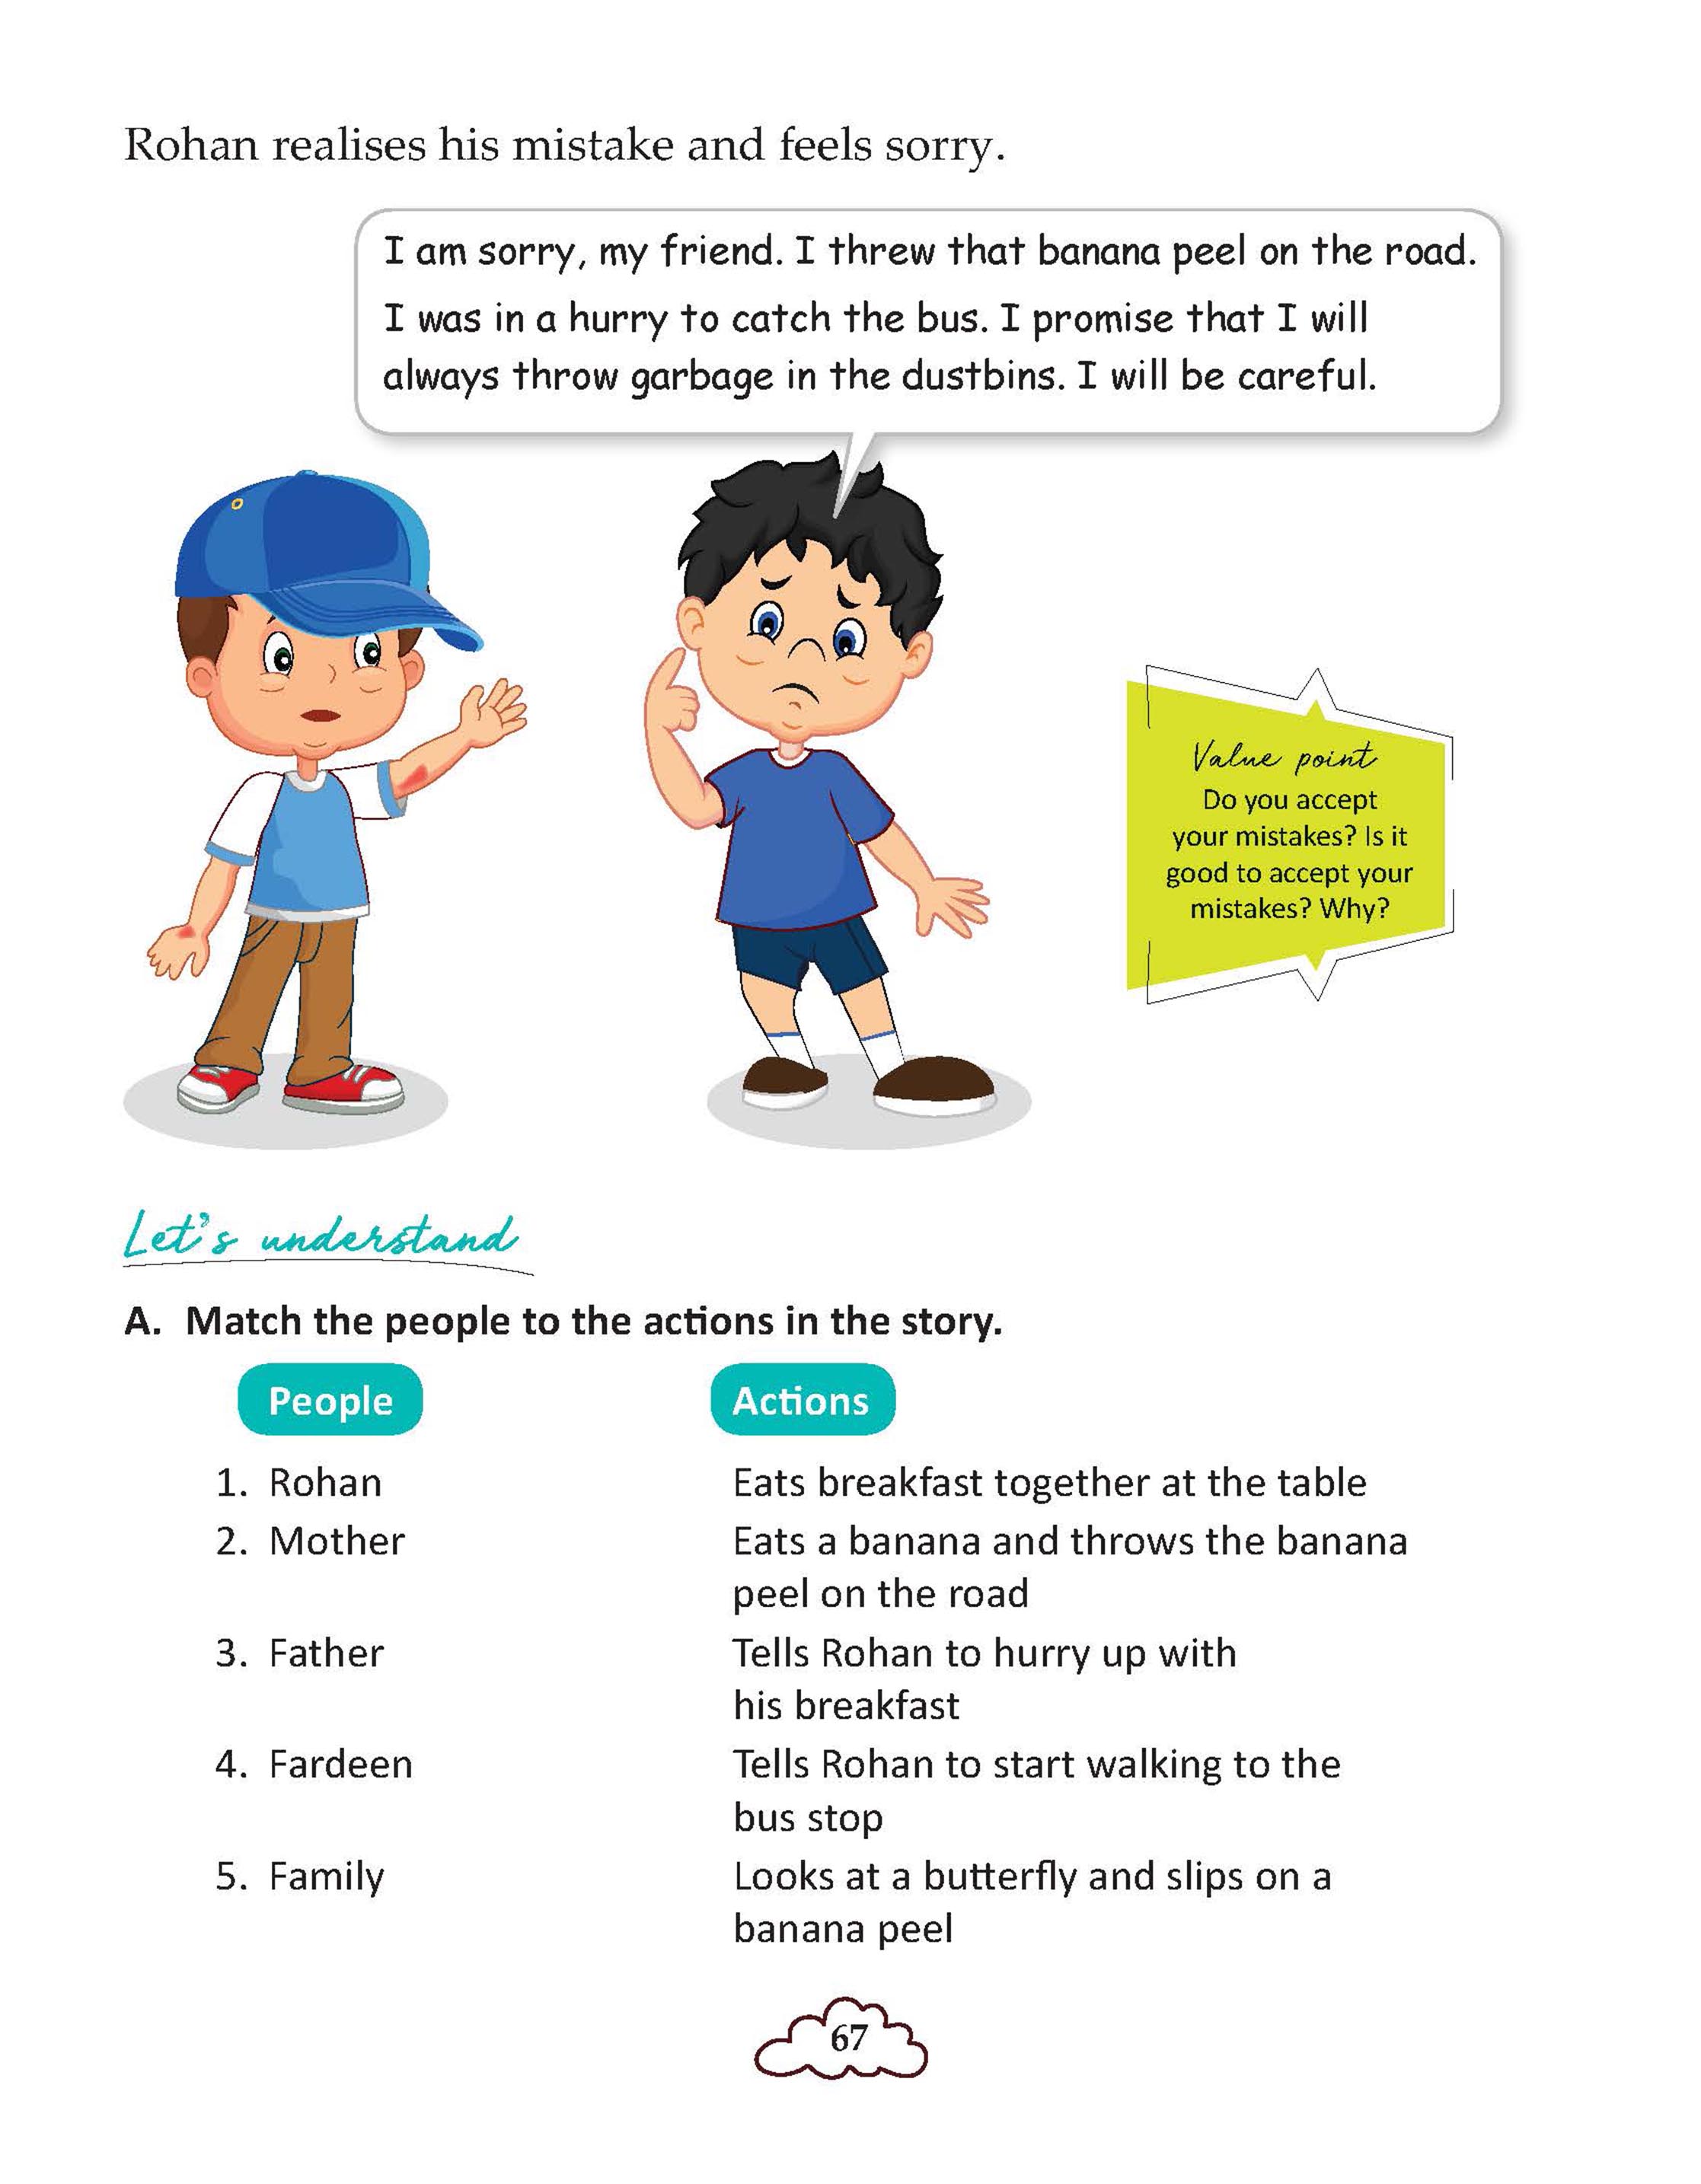 Rohan realises his mistake and feels sorry.
I am sorry, my friend. I threw that banana peel on the road.
I was in a hurry to catch the bus. I promise that I will
always throw garbage in the dustbins. I will be careful.
Value point
Do you accept
your mistakes? Is it
good to accept your
mistakes? Why?
Let's understand
A. Match the people to the actions in the story.
People Actions
1. Rohan Eats breakfast together at the table
2. Mother Eats a banana and throws the banana
peel on the road
3. Father Tells Rohan to hurry up with
his breakfast
4. Fardeen Tells Rohan to start walking to the
bus stop
5. Family Looks at a butterfly and slips on a
banana peel
67